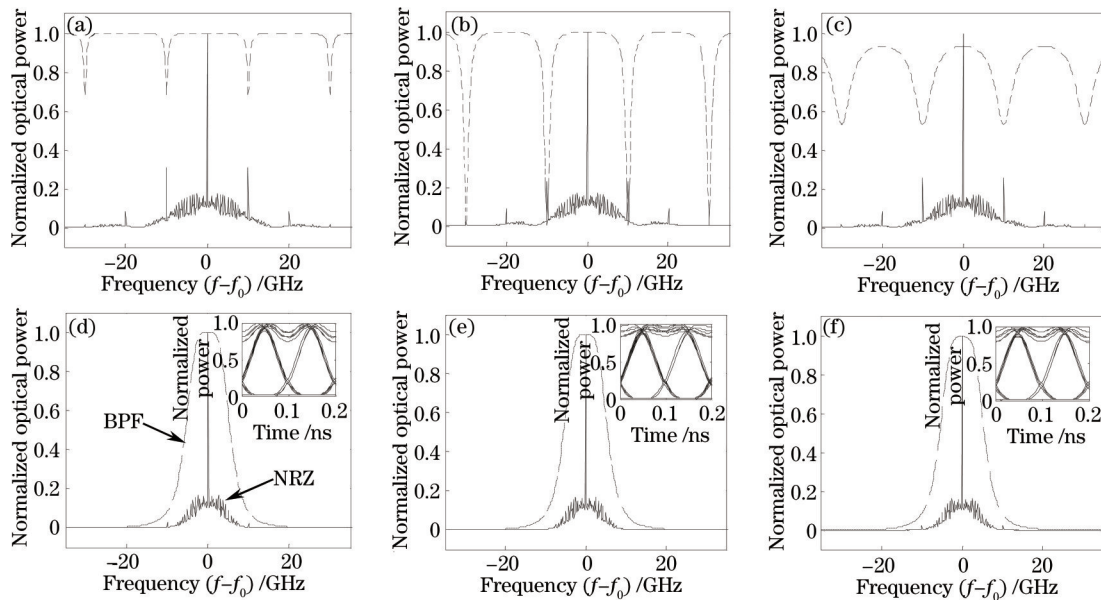 (a)
Normalized optical power
1.0
0.8
0.6
0.4
0.2
0
−20
0
20
Frequency (f−f₀) /GHz
(b)
Normalized optical power
1.0
0.8
0.6
0.4
0.2
0
−20
0
20
Frequency (f−f₀) /GHz
(c)
Normalized optical power
1.0
0.8
0.6
0.4
0.2
0
−20
0
20
Frequency (f−f₀) /GHz
(d)
Normalized optical power
1.0
0.8
0.6
0.4
0.2
0
−20
0
20
Frequency (f−f₀) /GHz
BPF
NRZ
Normalized
power
1.0
0.5
0
0
0.1
0.2
Time /ns
(e)
Normalized optical power
1.0
0.8
0.6
0.4
0.2
0
−20
0
20
Frequency (f−f₀) /GHz
Normalized
power
1.0
0.5
0
0
0.1
0.2
Time /ns
(f)
Normalized optical power
1.0
0.8
0.6
0.4
0.2
0
−20
0
20
Frequency (f−f₀) /GHz
Normalized
power
1.0
0.5
0
0
0.1
0.2
Time /ns